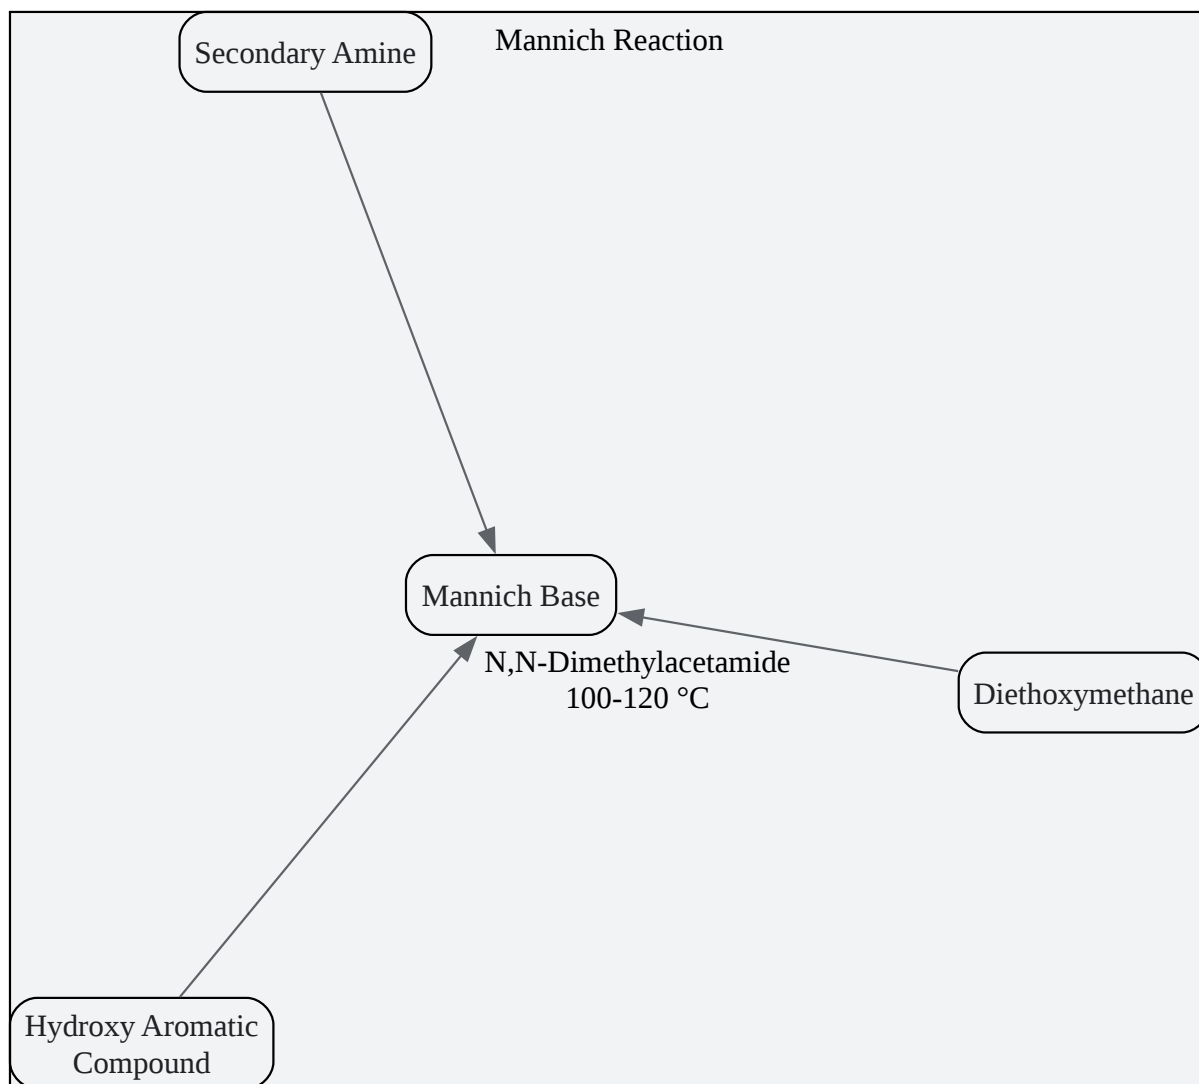 Secondary Amine
Mannich Reaction
Mannich Base
N,N-Dimethylacetamide
100-120 °C
Diethoxymethane
Hydroxy Aromatic
Compound